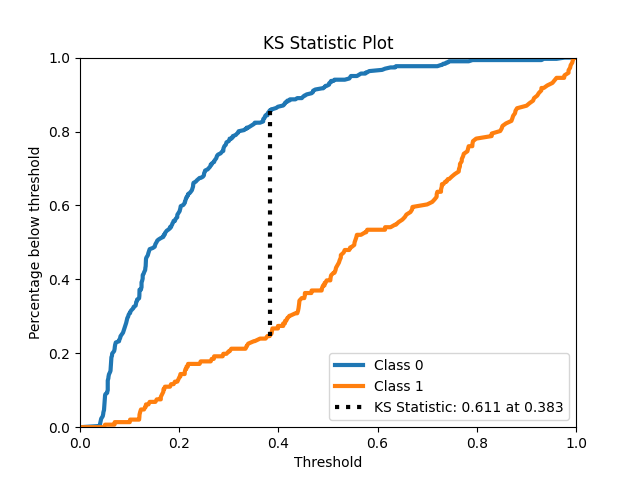 KS Statistic Plot
Percentage below threshold
1.0
0.8
0.6
0.4
0.2
0.0
0.0 0.2 0.4 0.6 0.8 1.0
Threshold
Class 0
Class 1
KS Statistic: 0.611 at 0.383